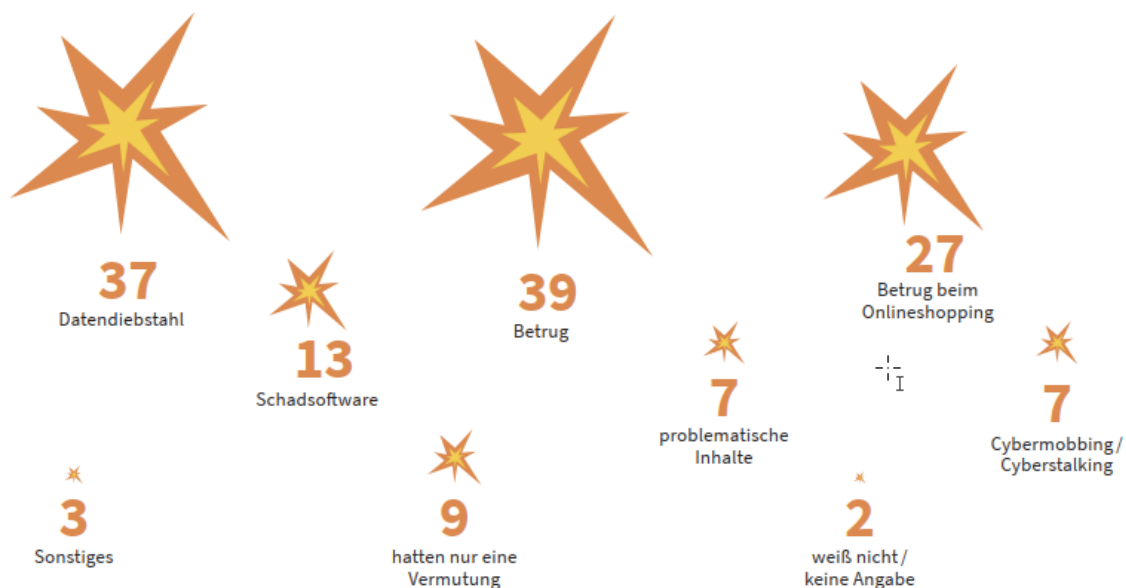 37
Datendiebstahl
13
Schadsoftware
39
Betrug
27
Betrug beim
Onlineshopping
7
problematische
Inhalte
7
Cybermobbing/
Cyberstalking
3
Sonstiges
9
hatten nur eine
Vermutung
2
weiß nicht/
keine Angabe